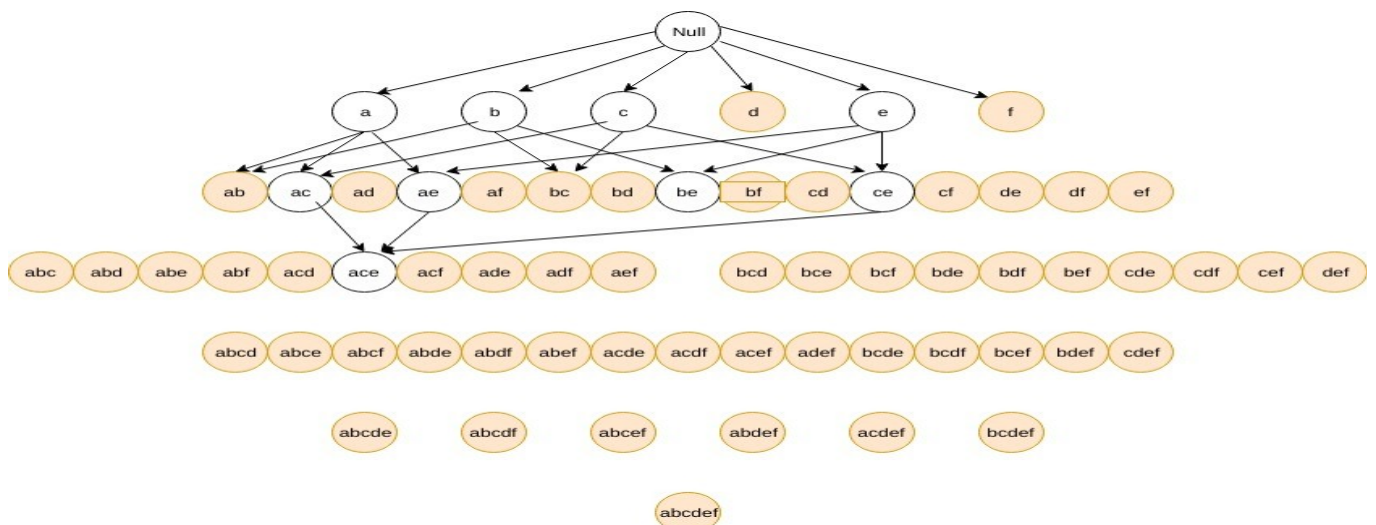 Null
a b c d e f
ab ac ad ae af bc bd be bf cd ce cf de df ef
abc abd abe abf acd ace acf ade adf aef bcd bce bcf bde bdf bef cde cdf cef def
abcd abce abcf abde abdf abef acde acdf acef adef bcde bcdf bcef bdef cdef
abcde abcdf abcef abdef acdef bcdef
abcdef